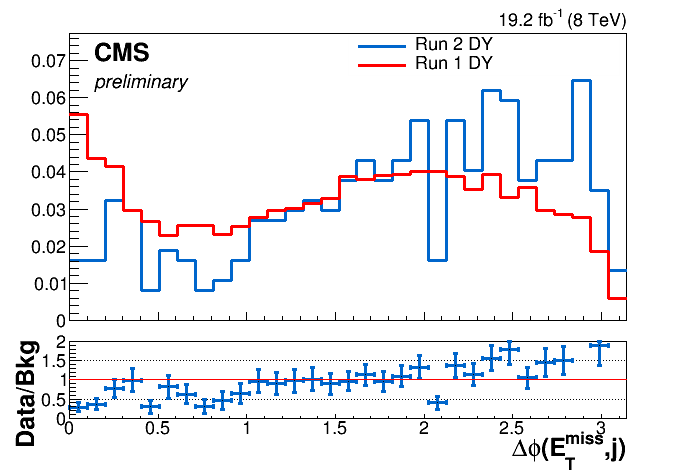 19.2 fb⁻¹ (8 TeV)
CMS
preliminary
Run 2 DY
Run 1 DY
0.07
0.06
0.05
0.04
0.03
0.02
0.01
0
Data/Bkg
2
1.5
1
0.5
0
0 0.5 1 1.5 2 2.5 3
Δϕ(E_T^miss,j)